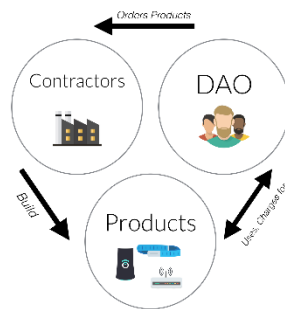 Orders Products
Contractors
DAO
Build
Uses, Charges for
Products